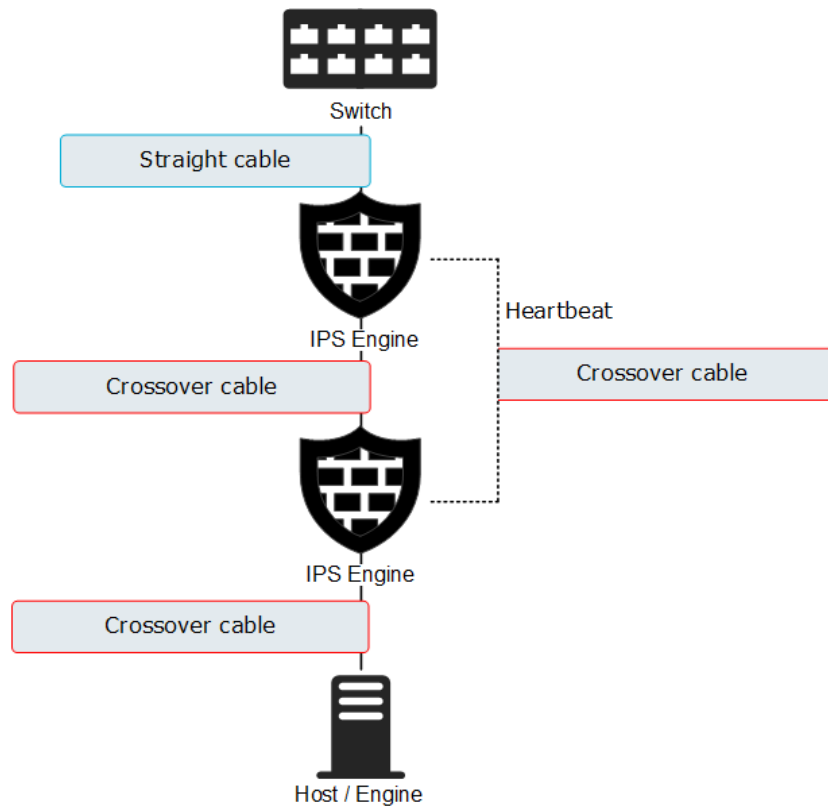 Switch
Straight cable
IPS Engine
Heartbeat
Crossover cable
Crossover cable
IPS Engine
Crossover cable
Host / Engine